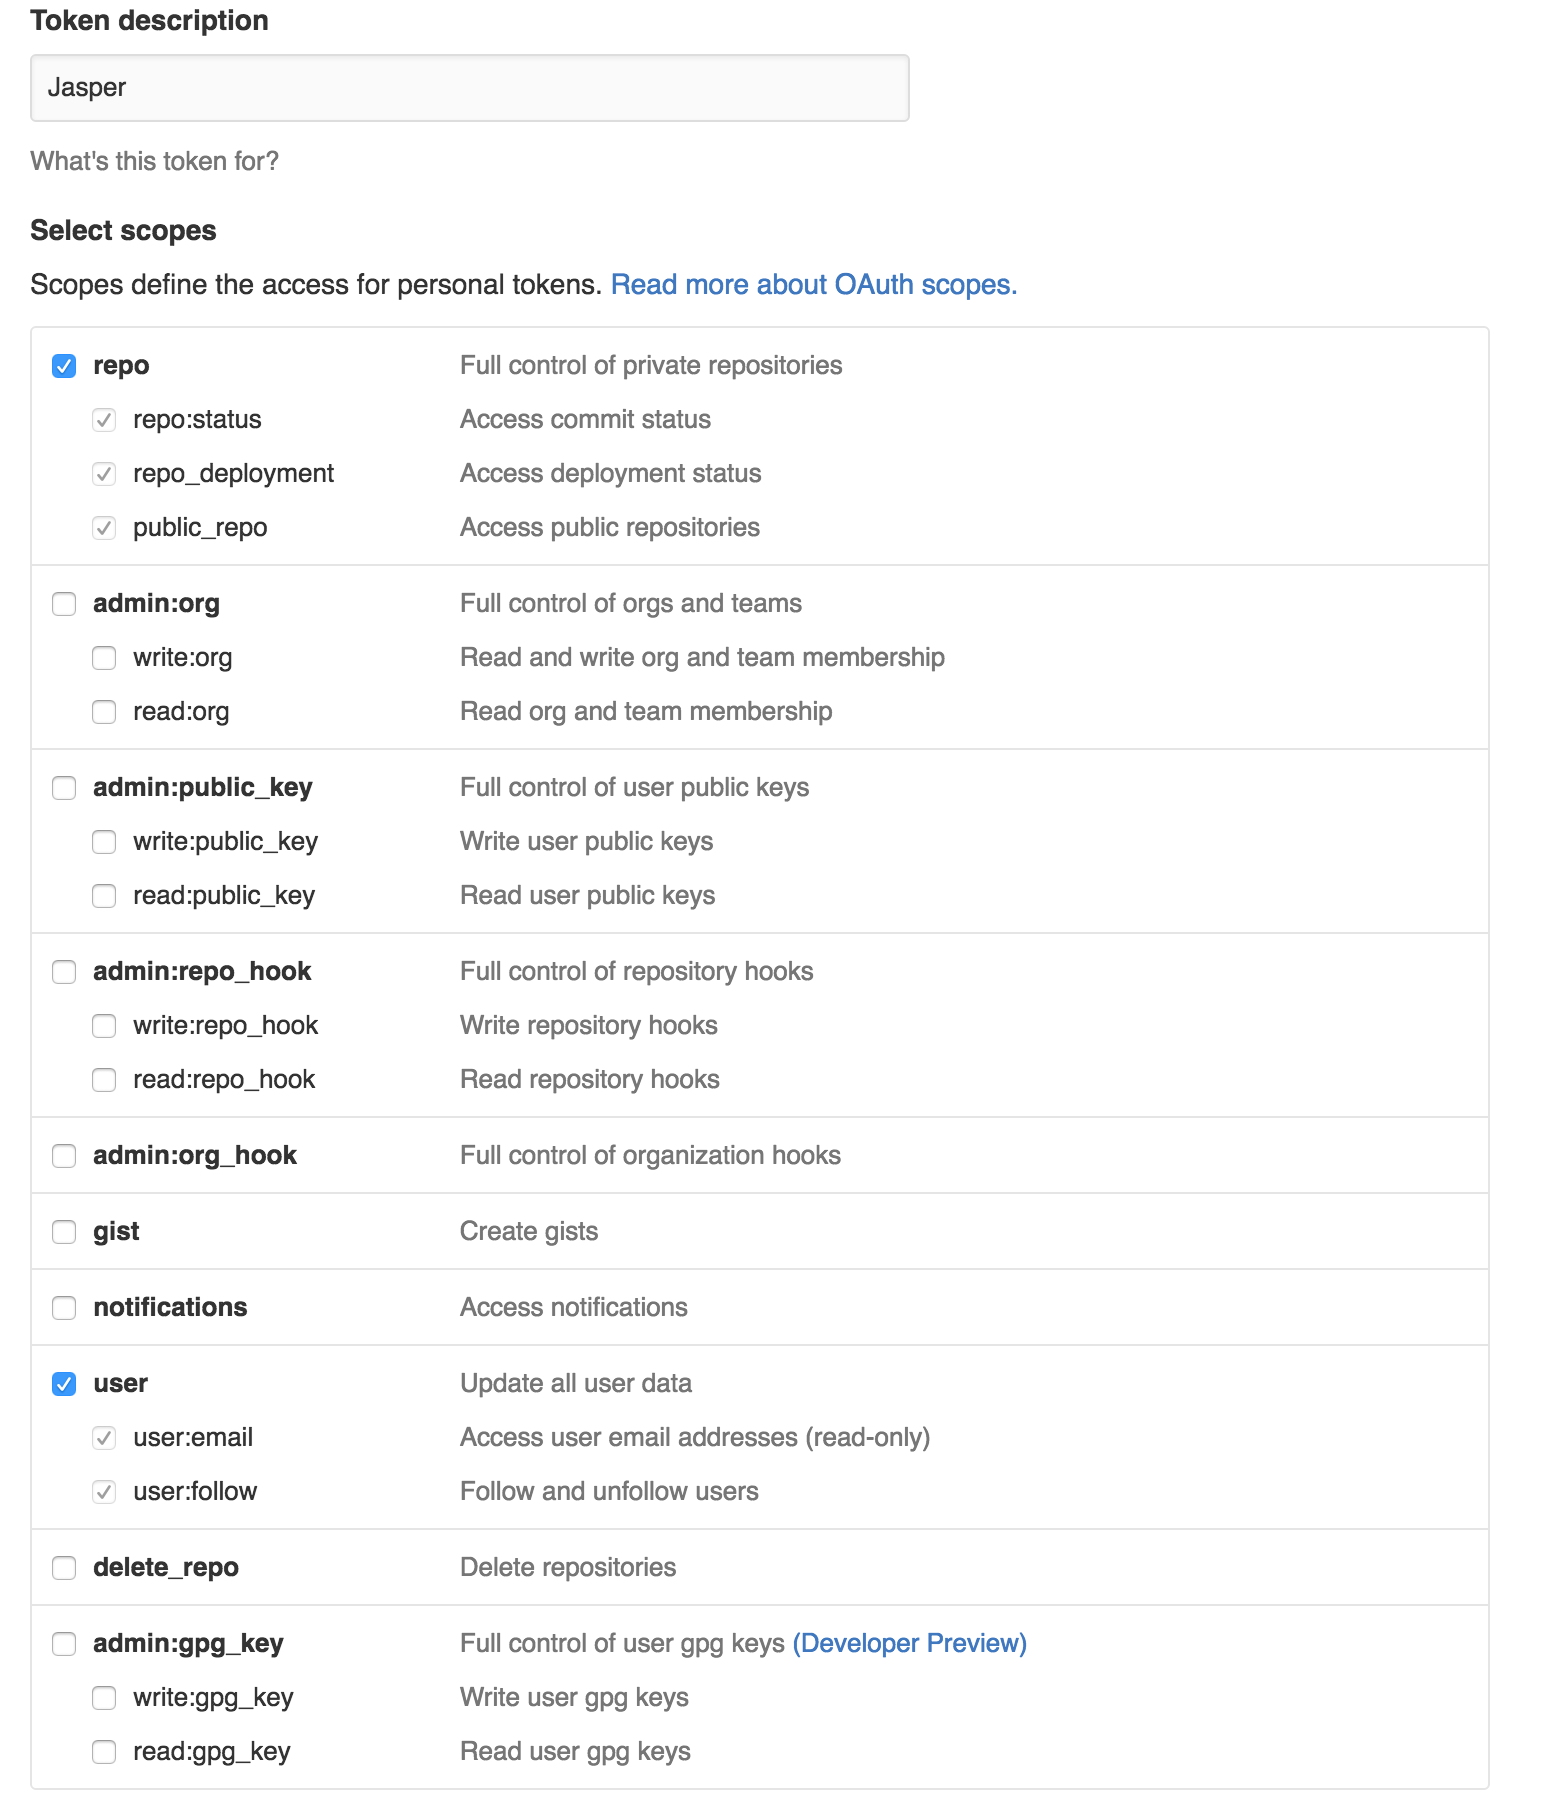 Token description
Jasper
What's this token for?
Select scopes
Scopes define the access for personal tokens. Read more about OAuth scopes.
repo Full control of private repositories
repo:status Access commit status
repo_deployment Access deployment status
public_repo Access public repositories
admin:org Full control of orgs and teams
write:org Read and write org and team membership
read:org Read org and team membership
admin:public_key Full control of user public keys
write:public_key Write user public keys
read:public_key Read user public keys
admin:repo_hook Full control of repository hooks
write:repo_hook Write repository hooks
read:repo_hook Read repository hooks
admin:org_hook Full control of organization hooks
gist Create gists
notifications Access notifications
user Update all user data
user:email Access user email addresses (read-only)
user:follow Follow and unfollow users
delete_repo Delete repositories
admin:gpg_key Full control of user gpg keys (Developer Preview)
write:gpg_key Write user gpg keys
read:gpg_key Read user gpg keys